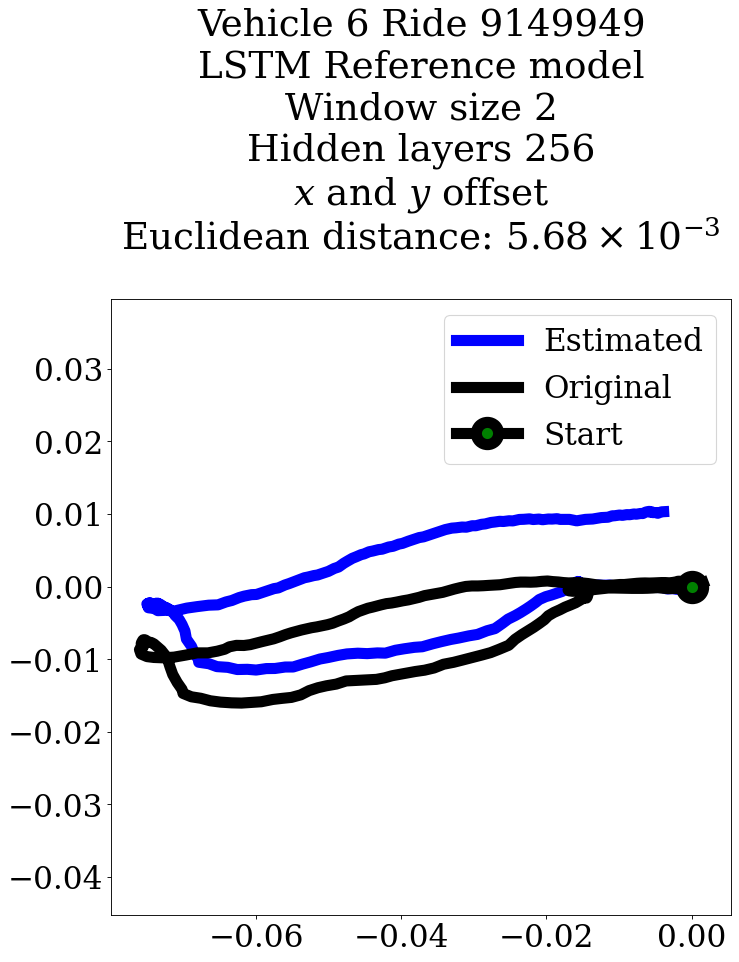 Vehicle 6 Ride 9149949
LSTM Reference model
Window size 2
Hidden layers 256
x and y offset
Euclidean distance: 5.68 × 10⁻³
Estimated
Original
Start
0.03
0.02
0.01
0.00
−0.01
−0.02
−0.03
−0.04
−0.06 −0.04 −0.02 0.00